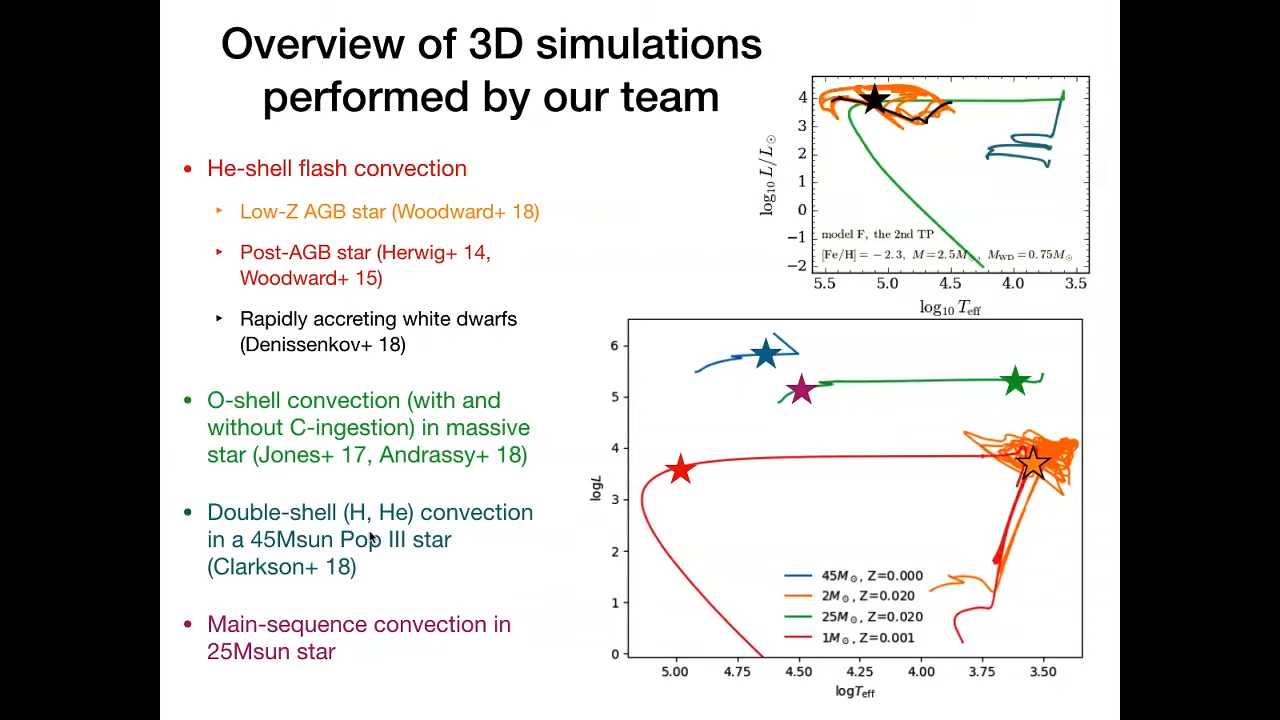 Overview of 3D simulations
performed by our team
• He-shell flash convection
‣ Low-Z AGB star (Woodward+ 18)
‣ Post-AGB star (Herwig+ 14,
Woodward+ 15)
‣ Rapidly accreting white dwarfs
(Denissenkov+ 18)
• O-shell convection (with and
without C-ingestion) in massive
star (Jones+ 17, Andrassy+ 18)
• Double-shell (H, He) convection
in a 45Msun Pop III star
(Clarkson+ 18)
• Main-sequence convection in
25Msun star
4
3
2
1
0
−1
−2
log₁₀ L/L☉
model F, the 2nd TP
[Fe/H] = −2.3, M = 2.5M☉, M_WD = 0.75M☉
5.5 5.0 4.5 4.0 3.5
log₁₀ T_eff
6
5
4
3
2
1
0
logL
45M☉, Z=0.000
2M☉, Z=0.020
25M☉, Z=0.020
1M☉, Z=0.001
5.00 4.75 4.50 4.25 4.00 3.75 3.50
logT_eff